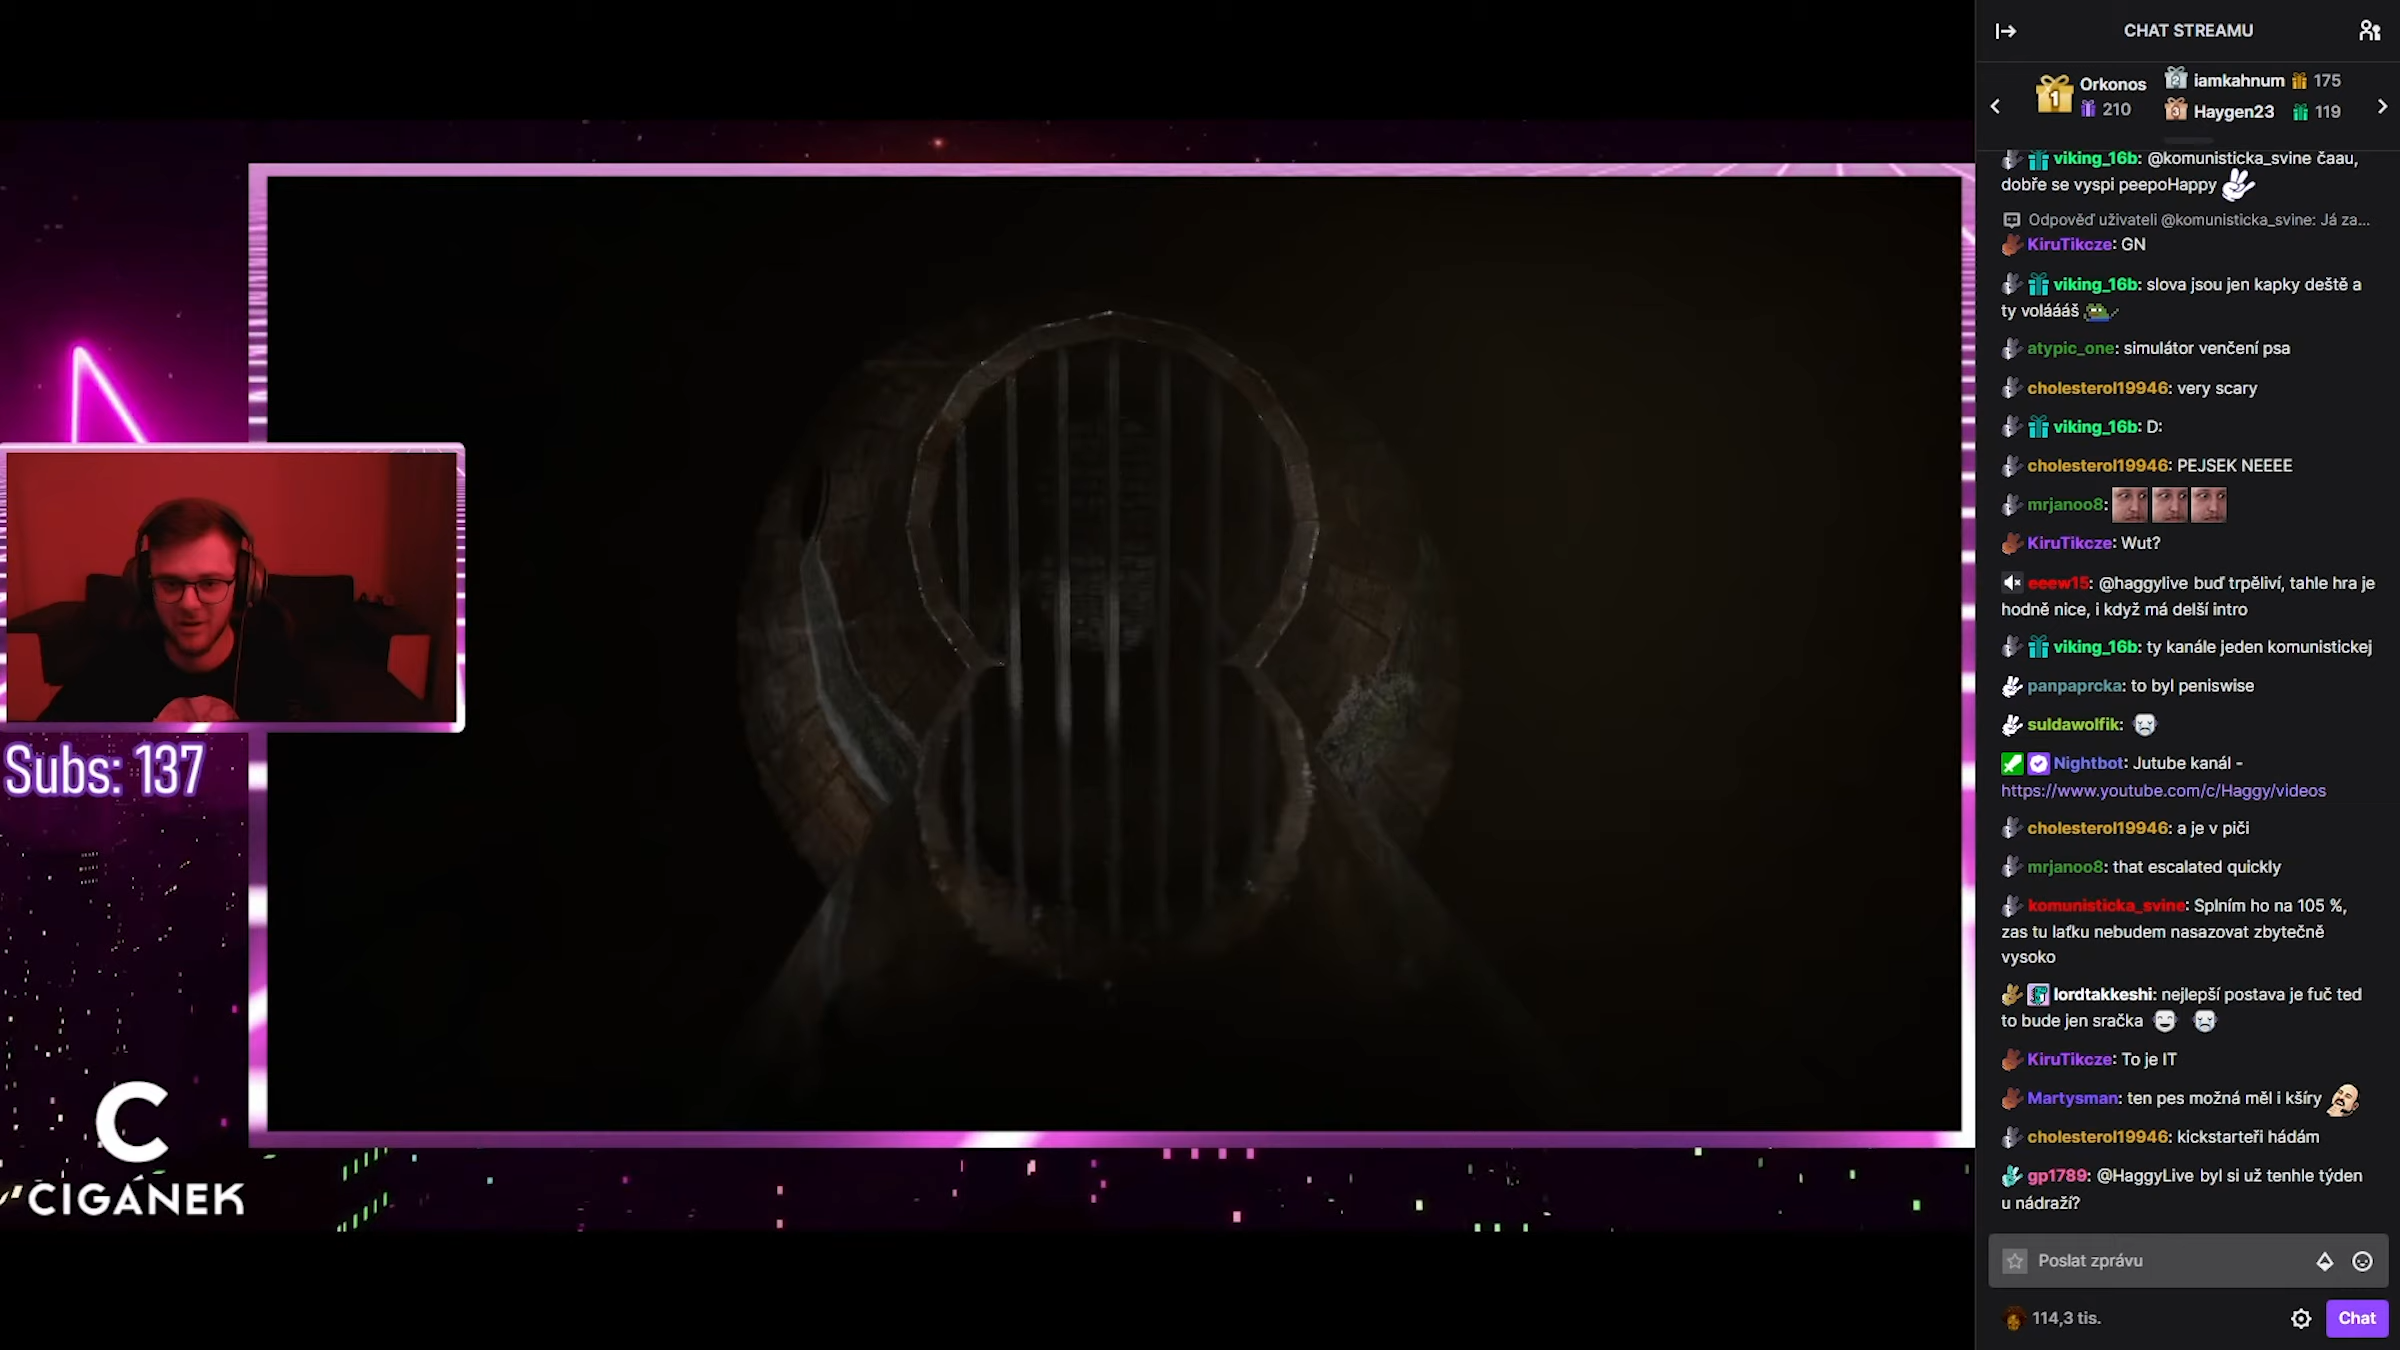 CHAT STREAMU
1
Orkonos
210
2
iamkahnum 175
3
Haygen23 119
viking_16b: @komunisticka_svine čaau,
dobře se vyspi peepoHappy
Odpověď uživateli @komunisticka_svine: Já za...
KiruTikcze: GN
viking_16b: slova jsou jen kapky deště a
ty volááás
atypic_one: simulátor venčení psa
cholesterol19946: very scary
viking_16b: D:
cholesterol19946: PEJSEK NEEEE
mrjanoo8:
KiruTikcze: Wut?
eeew15: @haggylive buď trpěliví, tahle hra je
hodně nice, i když má delší intro
viking_16b: ty kanále jeden komunistickej
panpaprcka: to byl peniswise
suldawolfik:
Nightbot: Jutube kanál -
https://www.youtube.com/c/Haggy/videos
cholesterol19946: a je v piči
mrjanoo8: that escalated quickly
komunisticka_svine: Splním ho na 105 %,
zas tu laťku nebudem nasazovat zbytečně
vysoko
lordtakkeshi: nejlepší postava je fuč ted
to bude jen sračka
KiruTikcze: To je IT
Martysman: ten pes možná měl i kšíry
cholesterol19946: kickstarteři hádám
gp1789: @HaggyLive byl si už tenhle týden
u nádraží?
Poslat zprávu
114,3 tis.
Chat
Subs: 137
C
CIGÁNEK